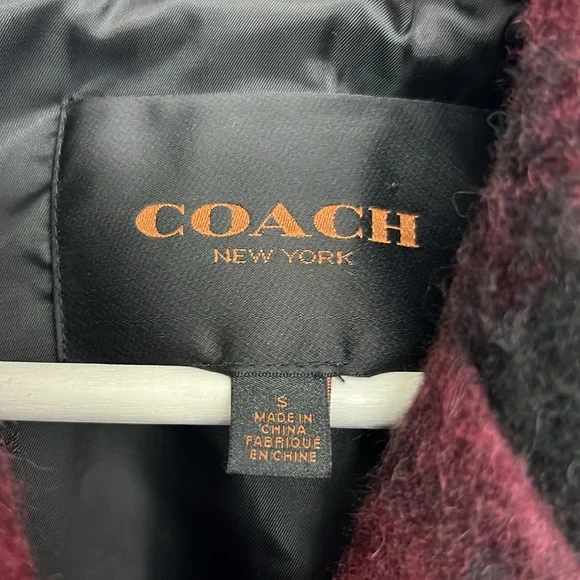 COACH
NEW YORK
S
MADE IN
CHINA
FABRIQUÉ
EN CHINE